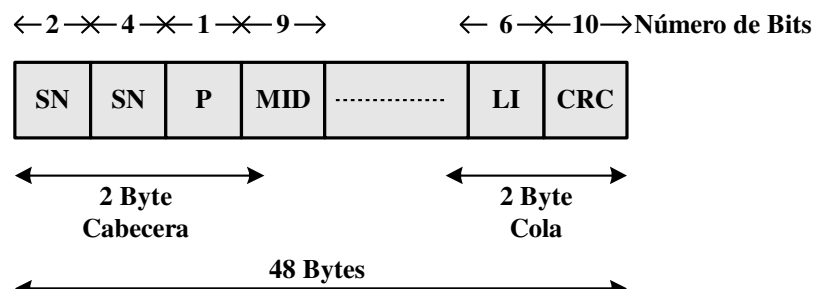 2 4 1 9 6 10 Número de Bits
SN SN P MID LI CRC
2 Byte 2 Byte
Cabecera Cola
48 Bytes